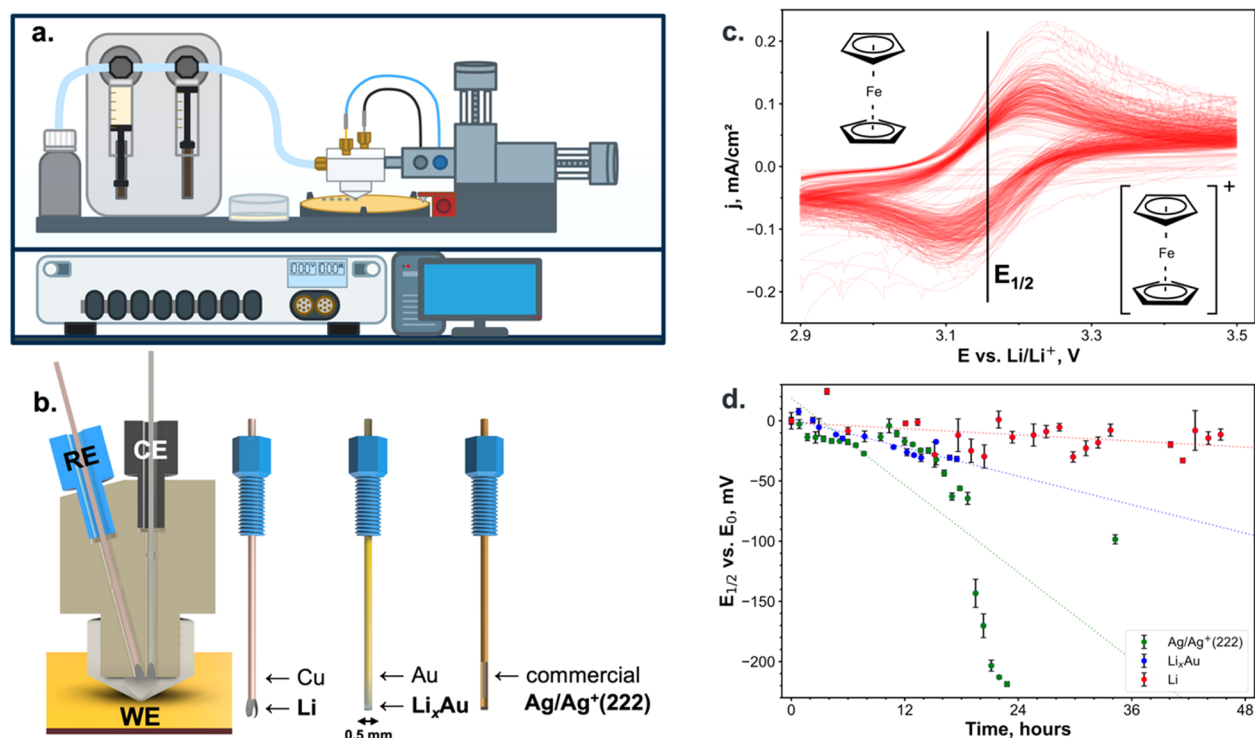 a.
000V 000A
b.
RE
CE
WE
Cu
Li
Au
LiₓAu
0.5 mm
commercial
Ag/Ag⁺(222)
c.
j, mA/cm²
0.2
0.1
0.0
−0.1
−0.2
Fe
Fe
+
E₁/₂
2.9
3.1
3.3
3.5
E vs. Li/Li⁺, V
d.
E₁/₂ vs. E₀, mV
0
−50
−100
−150
−200
Ag/Ag⁺(222)
LiₓAu
Li
0
12
24
36
48
Time, hours